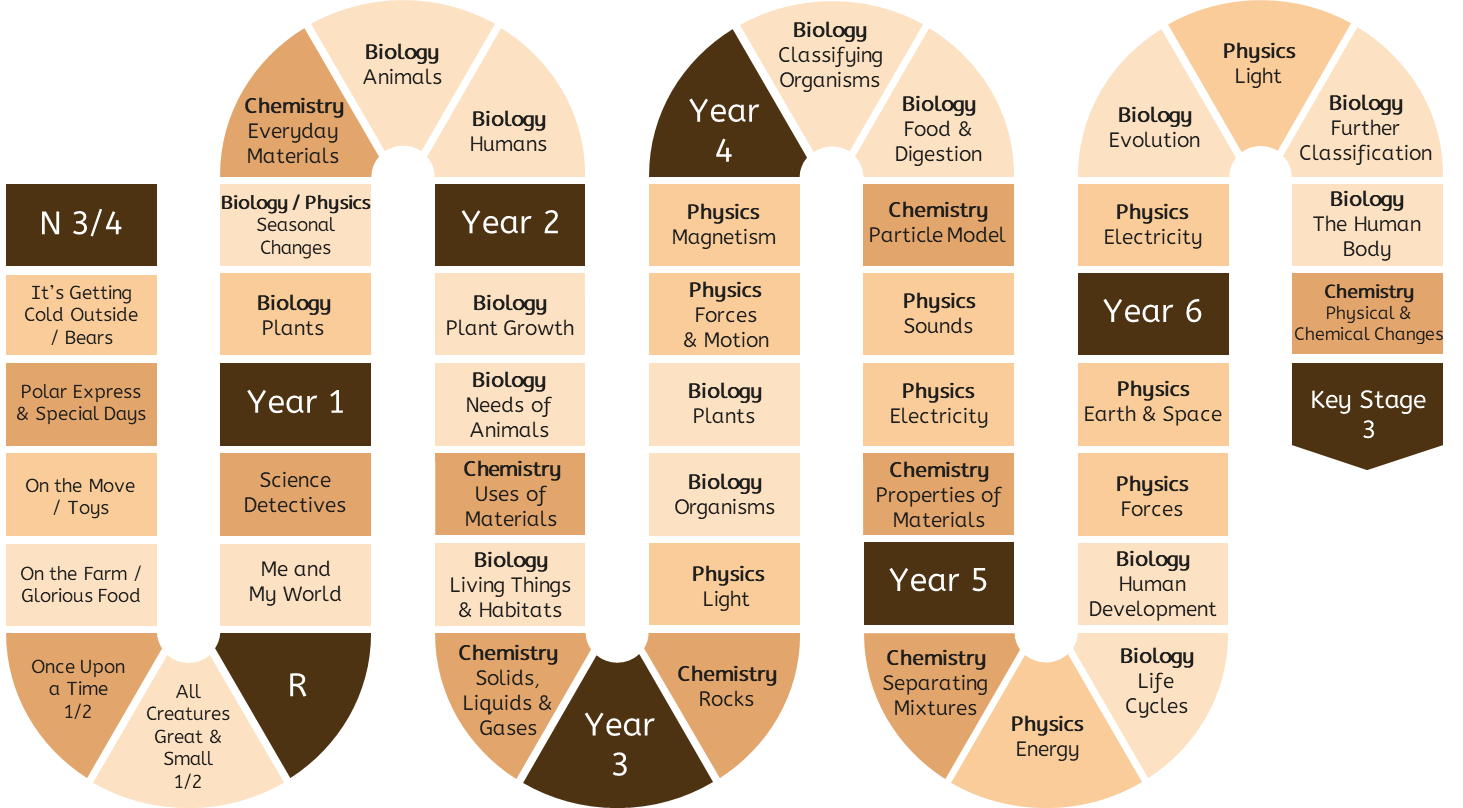 N 3/4
It’s Getting
Cold Outside
/ Bears
Polar Express
& Special Days
On the Move
/ Toys
On the Farm /
Glorious Food
Once Upon
a Time
1/2
All
Creatures
Great &
Small
1/2
R
Me and
My World
Science
Detectives
Year 1
Biology
Plants
Biology / Physics
Seasonal
Changes
Chemistry
Everyday
Materials
Biology
Animals
Biology
Humans
Year 2
Biology
Plant Growth
Biology
Needs of
Animals
Chemistry
Uses of
Materials
Biology
Living Things
& Habitats
Chemistry
Solids,
Liquids &
Gases
Year
3
Chemistry
Rocks
Physics
Light
Biology
Organisms
Biology
Plants
Physics
Forces
& Motion
Physics
Magnetism
Year
4
Biology
Classifying
Organisms
Biology
Food &
Digestion
Chemistry
Particle Model
Physics
Sounds
Physics
Electricity
Chemistry
Properties of
Materials
Year 5
Chemistry
Separating
Mixtures
Physics
Energy
Biology
Life
Cycles
Biology
Human
Development
Physics
Forces
Physics
Earth & Space
Year 6
Physics
Electricity
Biology
Evolution
Physics
Light
Biology
Further
Classification
Biology
The Human
Body
Chemistry
Physical &
Chemical Changes
Key Stage
3